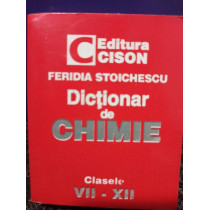 C Editura
CISON
FERIDIA STOICHESCU
Dicționar
de
CHIMIE
Clasele
VII - XII